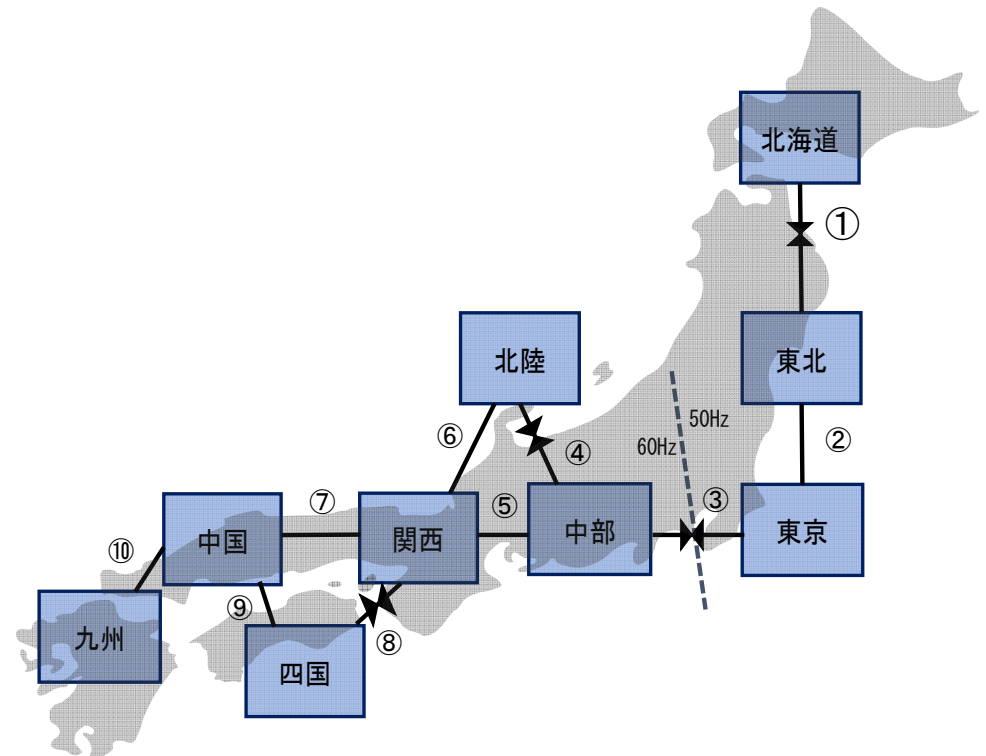 北海道
①
北陸
東北
50Hz
60Hz
⑥
④
②
⑦
⑤
③
中国
関西
中部
東京
⑩
⑨
⑧
九州
四国